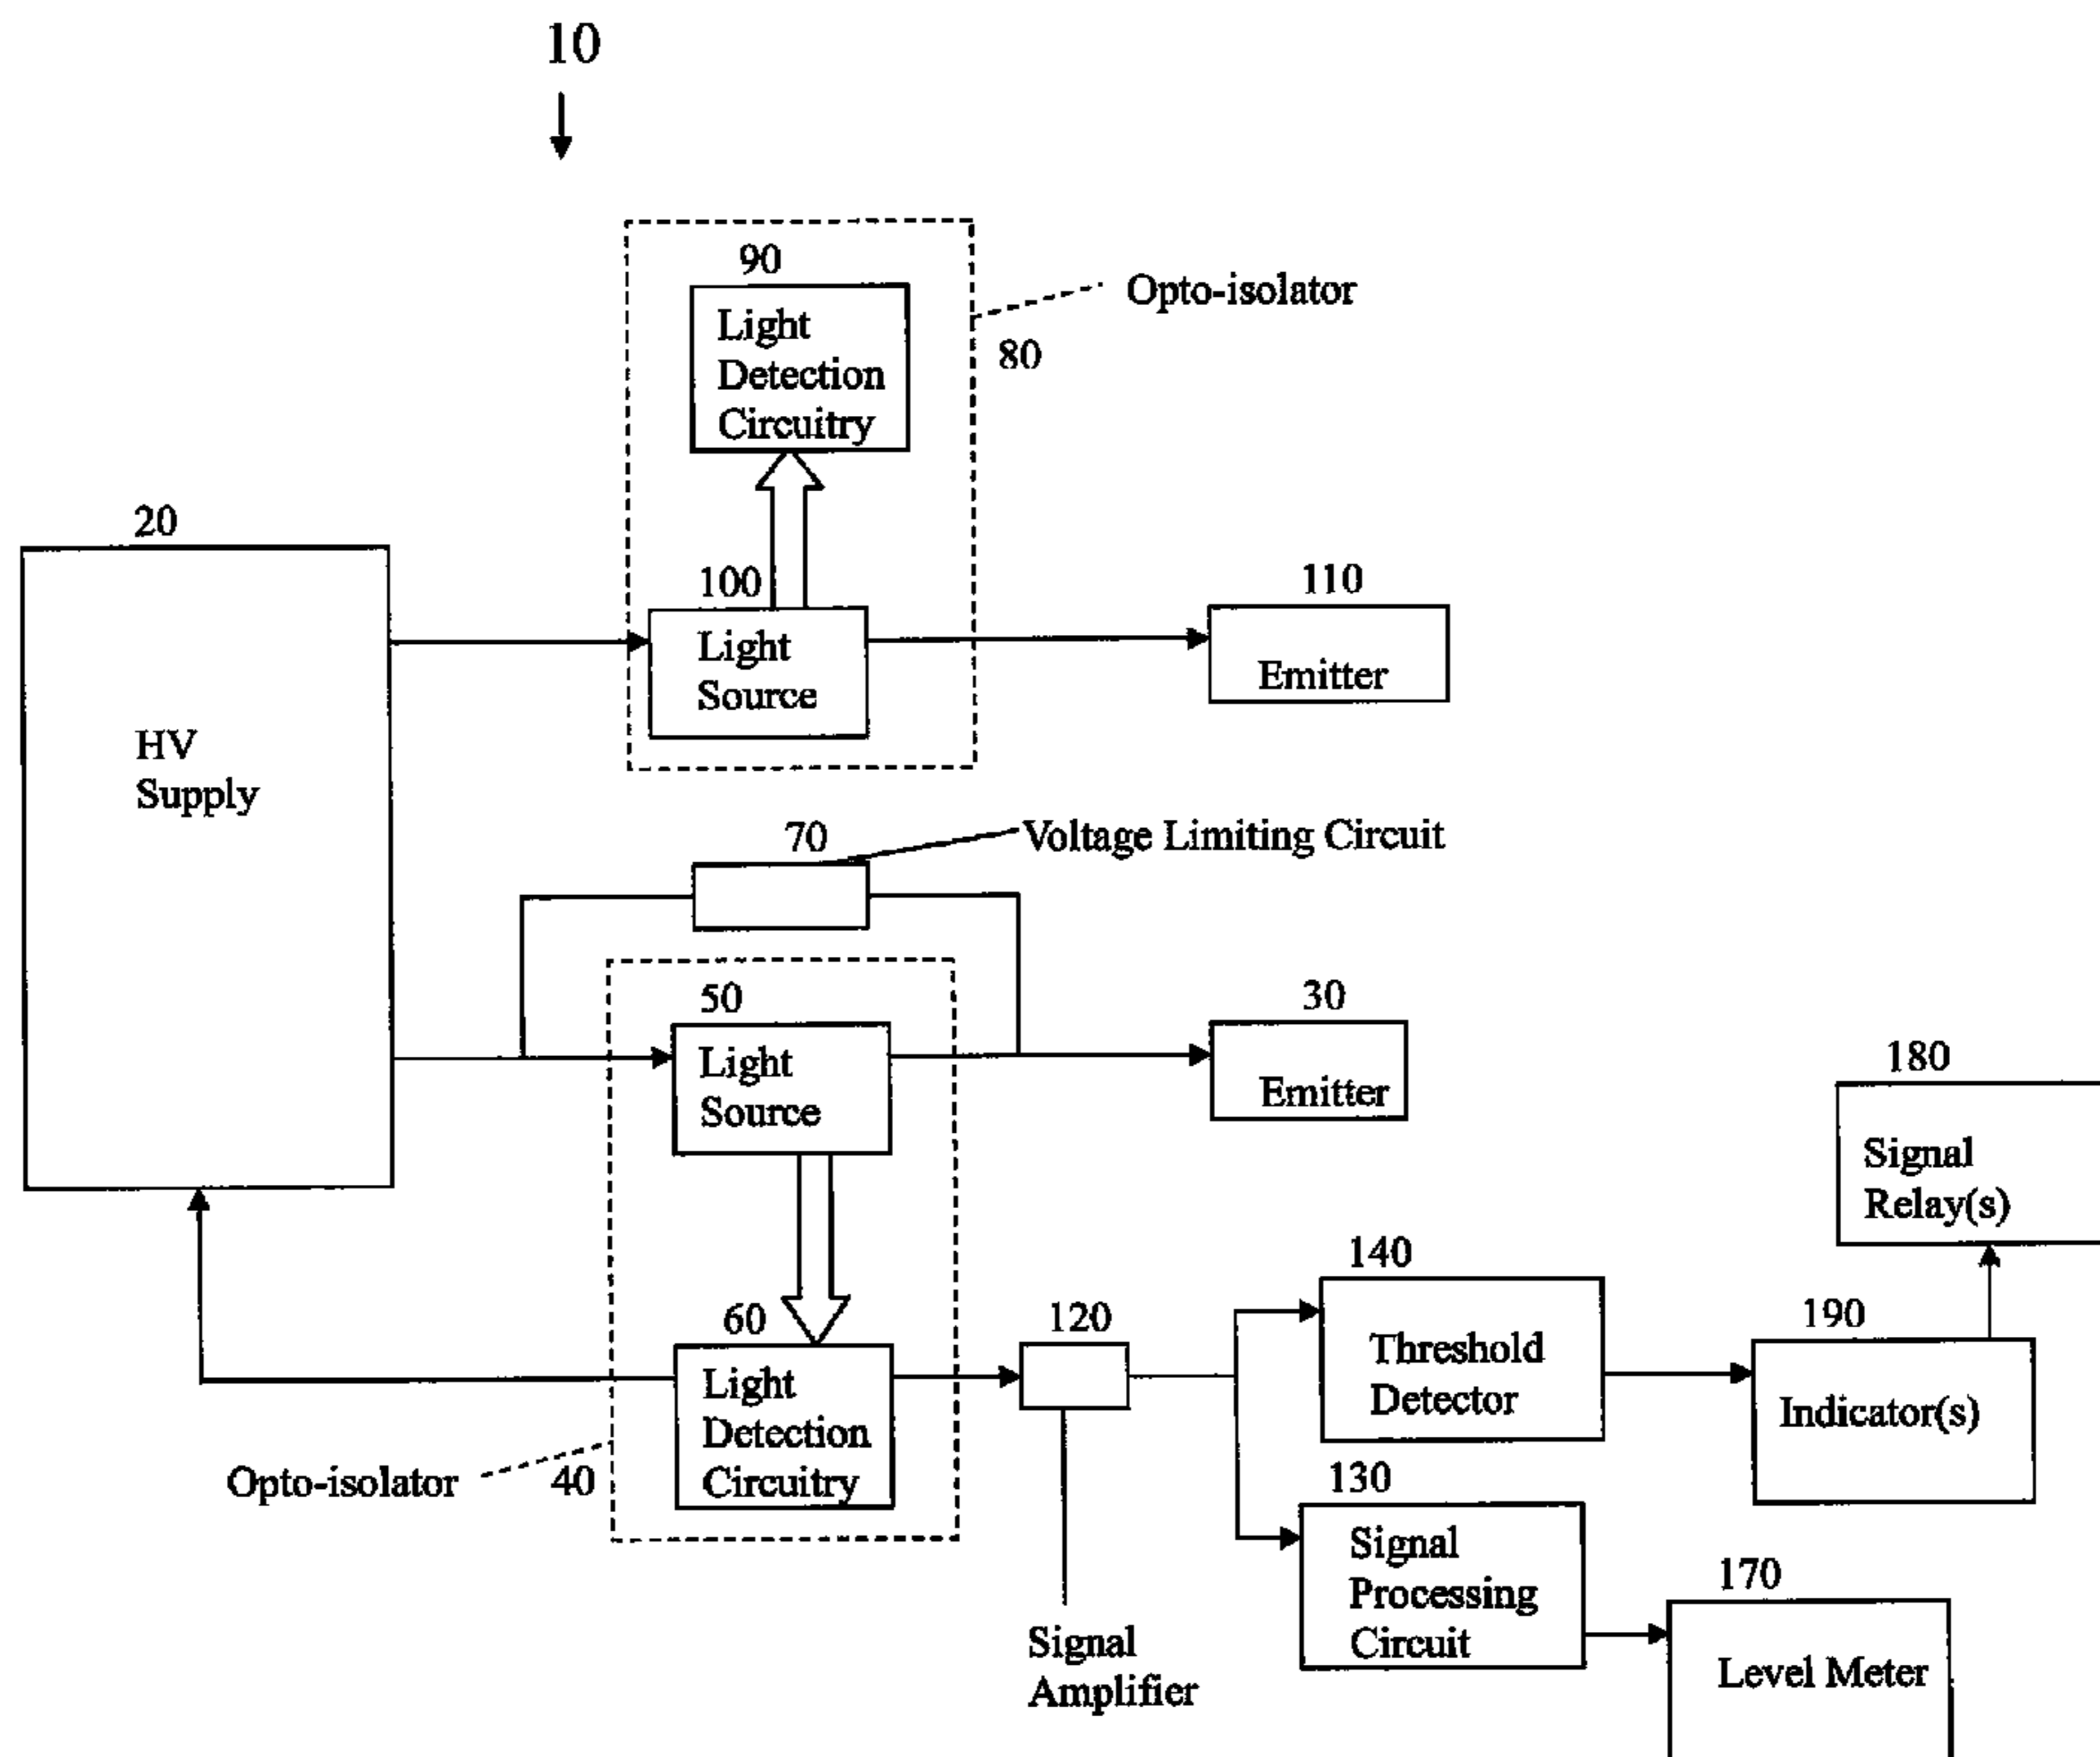 10
90
Light
Detection
Circuitry
Opto-isolator
80
20
HV
Supply
100
Light
Source
110
Emitter
70
Voltage Limiting Circuit
50
Light
Source
30
Emitter
180
Signal
Relay(s)
60
Light
Detection
Circuitry
Opto-isolator
40
120
Signal
Amplifier
140
Threshold
Detector
190
Indicator(s)
130
Signal
Processing
Circuit
170
Level Meter